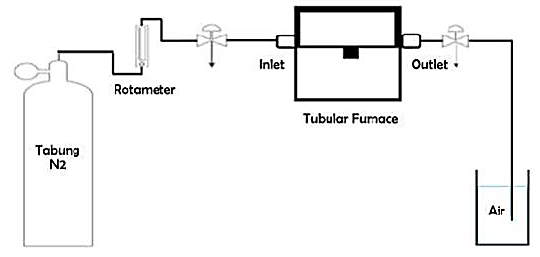 Rotameter
Inlet
Outlet
Tubular Furnace
Tabung
N2
Air